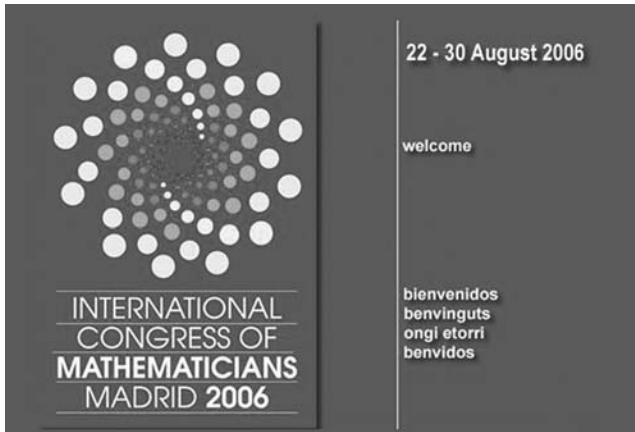 INTERNATIONAL
CONGRESS OF
MATHEMATICIANS
MADRID 2006
22 - 30 August 2006
welcome
bienvenidos
benvinguts
ongi etorri
benvidos